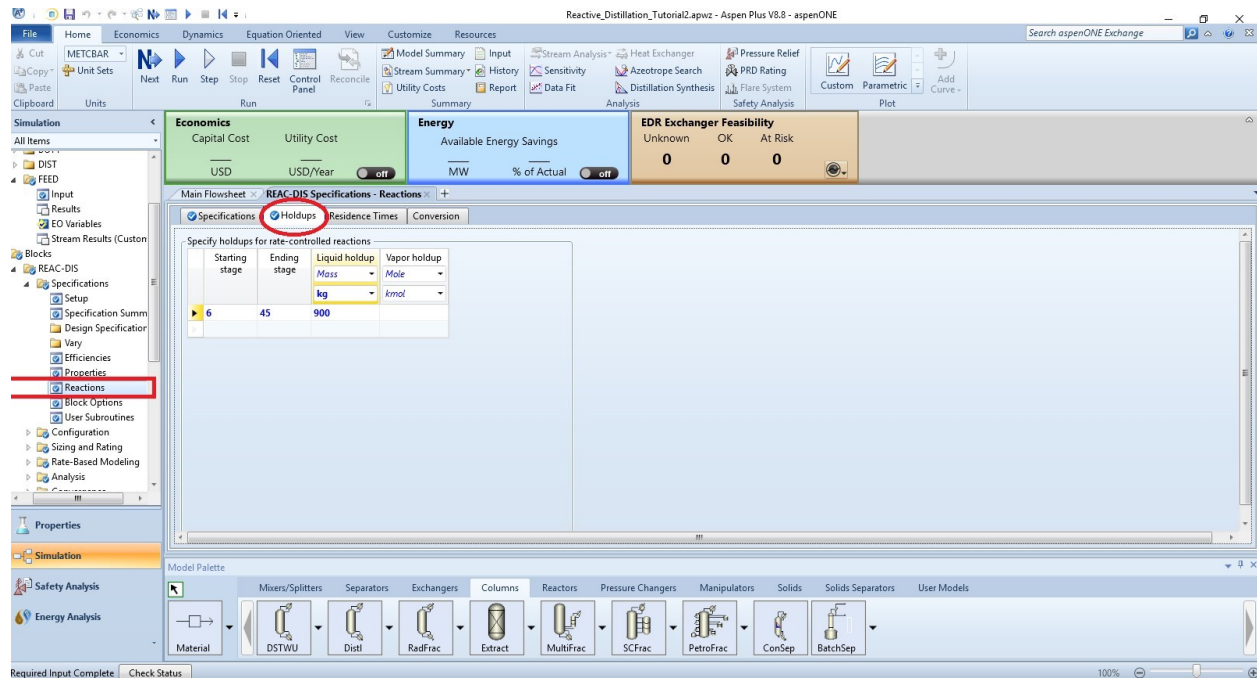 Reactive_Distillation_Tutorial2.apwz - Aspen Plus V8.8 - aspenONE
File Home Economics Dynamics Equation Oriented View Customize Resources Search aspenONE Exchange
Cut METCBAR Model Summary Input Stream Analysis Heat Exchanger Pressure Relief
Copy Unit Sets Next Run Step Stop Reset Control Panel Reconcile Stream Summary History Sensitivity Azeotrope Search PRD Rating Custom Parametric Add Curve
Paste Utility Costs Report Data Fit Distillation Synthesis Flare System
Clipboard Units Run Summary Analysis Safety Analysis Plot
Simulation
All Items
DIST
FEED
Input
Results
EO Variables
Stream Results (Custon
Blocks
REAC-DIS
Specifications
Setup
Specification Summ
Design Specification
Vary
Efficiencies
Properties
Reactions
Block Options
User Subroutines
Configuration
Sizing and Rating
Rate-Based Modeling
Analysis
Properties
Simulation
Safety Analysis
Energy Analysis
Economics
Capital Cost Utility Cost
USD USD/Year off
Energy
Available Energy Savings
MW % of Actual off
EDR Exchanger Feasibility
Unknown OK At Risk
0 0 0
Main Flowsheet REAC-DIS Specifications - Reactions +
Specifications Holdups Residence Times Conversion
Specify holdups for rate-controlled reactions
Starting stage Ending stage Liquid holdup Vapor holdup
Mass Mole
kg kmol
6 45 900
Model Palette
Mixers/Splitters Separators Exchangers Columns Reactors Pressure Changers Manipulators Solids Solids Separators User Models
Material DSTWU Distl RadFrac Extract MultiFrac SCFrac PetroFrac ConSep BatchSep
Required Input Complete Check Status 100%